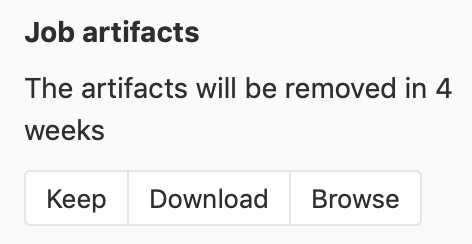 Job artifacts
The artifacts will be removed in 4
weeks
Keep Download Browse